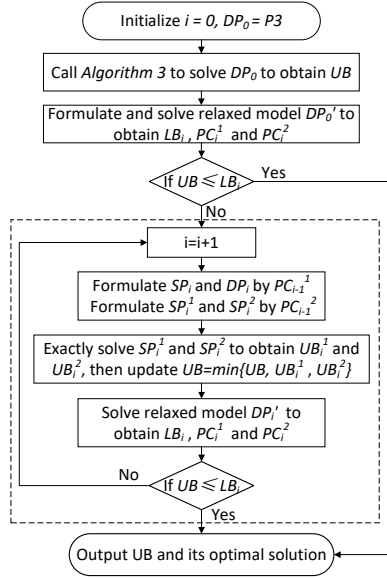 Initialize i = 0, DP₀ = P3
Call Algorithm 3 to solve DP₀ to obtain UB
Formulate and solve relaxed model DP₀' to
obtain LBᵢ , PCᵢ¹ and PCᵢ²
If UB ⩽ LBᵢ
Yes
No
i=i+1
Formulate SPᵢ and DPᵢ by PCᵢ₋₁¹
Formulate SPᵢ¹ and SPᵢ² by PCᵢ₋₁²
Exactly solve SPᵢ¹ and SPᵢ² to obtain UBᵢ¹ and
UBᵢ², then update UB=min{UB, UBᵢ¹ , UBᵢ²}
Solve relaxed model DPᵢ' to
obtain LBᵢ , PCᵢ¹ and PCᵢ²
No
If UB ⩽ LBᵢ
Yes
Output UB and its optimal solution